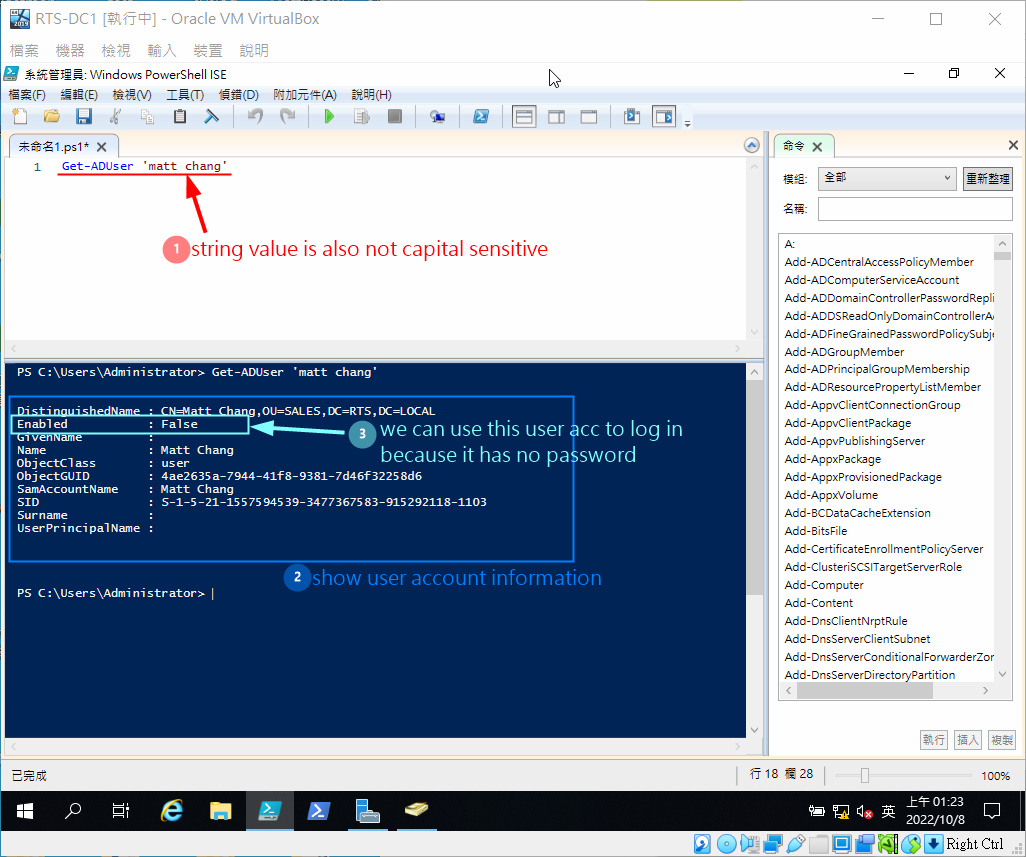 RTS-DC1 [執行中] - Oracle VM VirtualBox
檔案 機器 檢視 輸入 裝置 說明
系統管理員: Windows PowerShell ISE
檔案(F) 編輯(E) 檢視(V) 工具(T) 偵錯(D) 附加元件(A) 說明(H)
未命名1.ps1*
1 Get-ADUser 'matt chang'
1 string value is also not capital sensitive
PS C:\Users\Administrator> Get-ADUser 'matt chang'
DistinguishedName : CN=Matt Chang,OU=SALES,DC=RTS,DC=LOCAL
Enabled : False
GivenName :
Name : Matt Chang
ObjectClass : user
ObjectGUID : 4ae2635a-7944-41f8-9381-7d46f32258d6
SamAccountName : Matt Chang
SID : S-1-5-21-1557594539-3477367583-915292118-1103
Surname :
UserPrincipalName :
3 we can use this user acc to log in
because it has no password
2 show user account information
PS C:\Users\Administrator>
命令
模組: 全部 重新整理
名稱:
A:
Add-ADCentralAccessPolicyMember
Add-ADComputerServiceAccount
Add-ADDomainControllerPasswordRepli
Add-ADDSReadOnlyDomainControllerA
Add-ADFineGrainedPasswordPolicySubje
Add-ADGroupMember
Add-ADPrincipalGroupMembership
Add-ADResourcePropertyListMember
Add-AppvClientConnectionGroup
Add-AppvClientPackage
Add-AppvPublishingServer
Add-AppxPackage
Add-AppxProvisionedPackage
Add-AppxVolume
Add-BCDataCacheExtension
Add-BitsFile
Add-CertificateEnrollmentPolicyServer
Add-ClusteriSCSITargetServerRole
Add-Computer
Add-Content
Add-DnsClientNrptRule
Add-DnsServerClientSubnet
Add-DnsServerConditionalForwarderZor
Add-DnsServerDirectoryPartition
執行 插入 複製
已完成 行 18 欄 28 100%
英 上午 01:23
2022/10/8
Right Ctrl